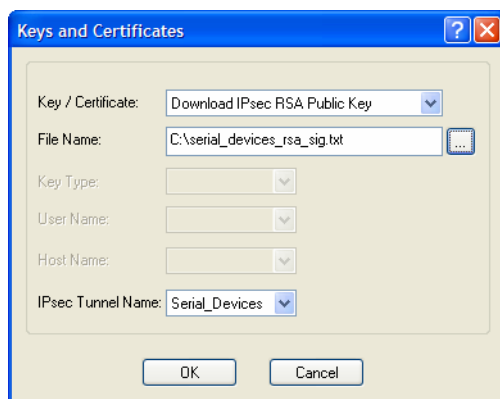 Keys and Certificates
Key / Certificate: Download IPsec RSA Public Key
File Name: C:\serial_devices_rsa_sig.txt ...
Key Type:
User Name:
Host Name:
IPsec Tunnel Name: Serial_Devices
OK Cancel